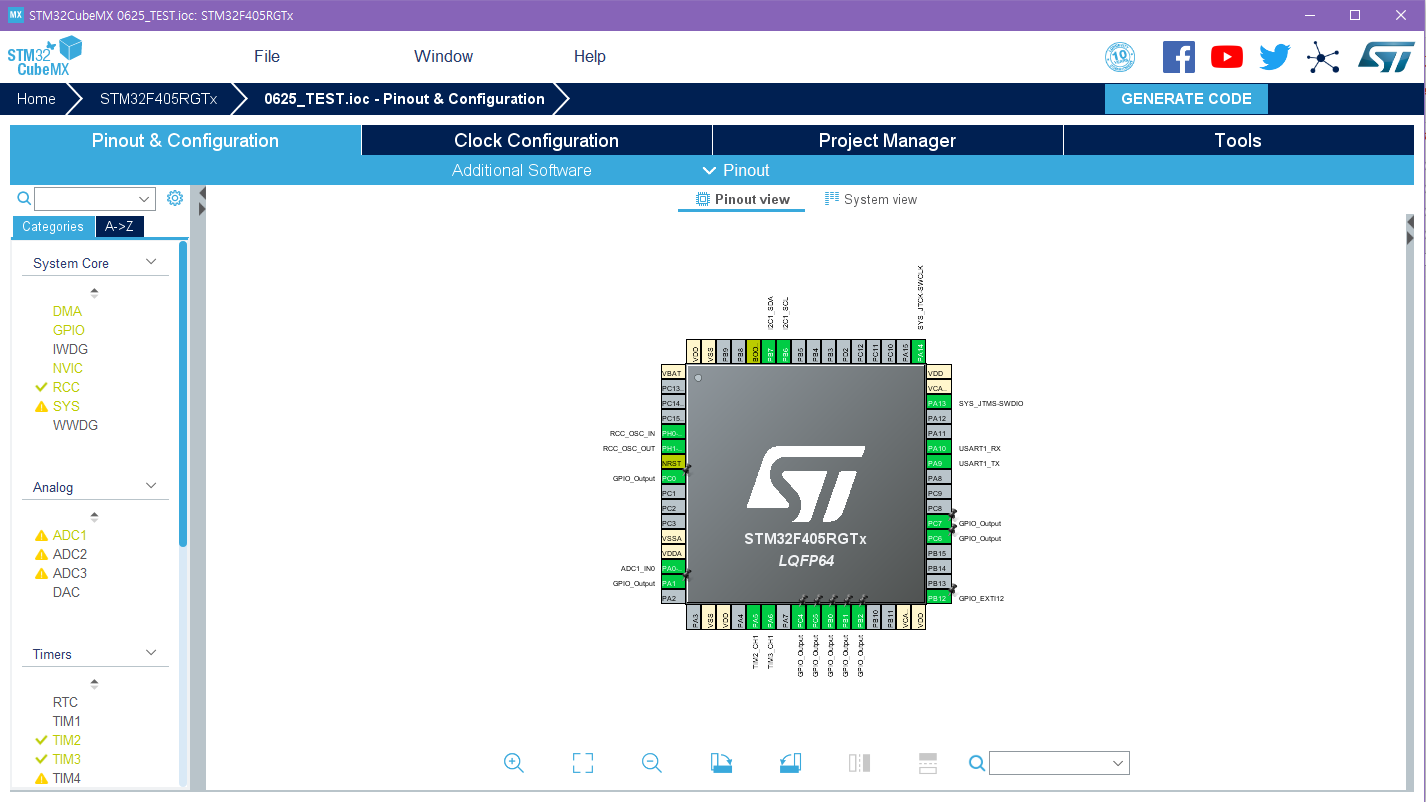 MX STM32CubeMX 0625_TEST.ioc: STM32F405RGTx
STM32
CubeMX
File
Window
Help
10
ST
Home
STM32F405RGTx
0625_TEST.ioc - Pinout & Configuration
GENERATE CODE
Pinout & Configuration
Clock Configuration
Project Manager
Tools
Additional Software
Pinout
Pinout view
System view
Categories
A->Z
System Core
DMA
GPIO
IWDG
NVIC
RCC
SYS
WWDG
Analog
ADC1
ADC2
ADC3
DAC
Timers
RTC
TIM1
TIM2
TIM3
TIM4
I2C1_SDA
I2C1_SCL
SYS_JTCK-SWCLK
VDD
VSS
PB9
PB8
BOO
PB7
PB6
PB5
PB4
PB3
PD2
PC12
PC11
PC10
PA15
PA14
VBAT
PC13..
PC14..
PC15..
RCC_OSC_IN PH0-..
RCC_OSC_OUT PH1-..
NRST
GPIO_Output PC0
PC1
PC2
PC3
VSSA
VDDA
ADC1_IN0 PA0-..
GPIO_Output PA1
PA2
VDD
VCA..
PA13 SYS_JTMS-SWDIO
PA12
PA11
PA10 USART1_RX
PA9 USART1_TX
PA8
PC9
PC8
PC7 GPIO_Output
PC6 GPIO_Output
PB15
PB14
PB13
PB12 GPIO_EXTI12
ST
STM32F405RGTx
LQFP64
PA3
VSS
VDD
PA4
PA5
PA6
PA7
PC4
PC5
PB0
PB1
PB2
PB10
PB11
VCA..
VDD
TIM2_CH1
TIM3_CH1
GPIO_Output
GPIO_Output
GPIO_Output
GPIO_Output
GPIO_Output